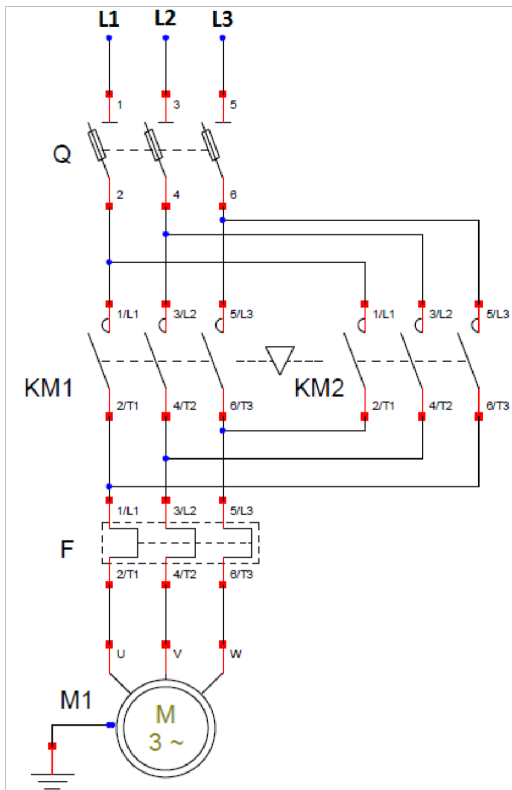 L1 L2 L3
1 3 5
Q
2 4 6
1/L1 3/L2 5/L3 1/L1 3/L2 5/L3
KM1 KM2
2/T1 4/T2 6/T3 2/T1 4/T2 6/T3
1/L1 3/L2 5/L3
F
2/T1 4/T2 6/T3
U V W
M1
M
3 ~